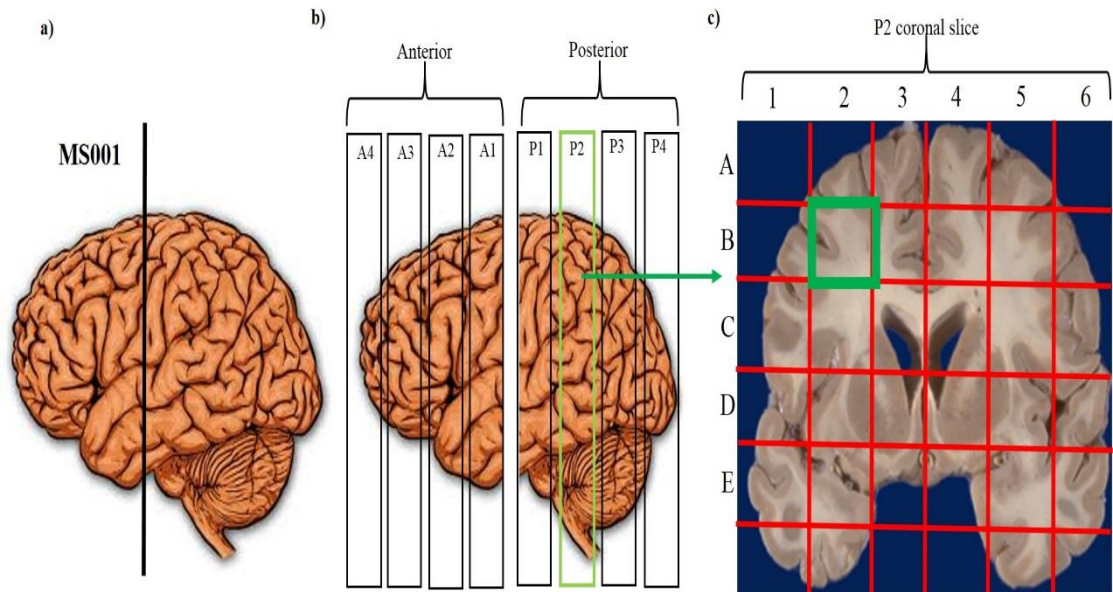 a)
MS001
b)
Anterior
Posterior
A4 A3 A2 A1 P1 P2 P3 P4
c)
P2 coronal slice
1 2 3 4 5 6
A
B
C
D
E